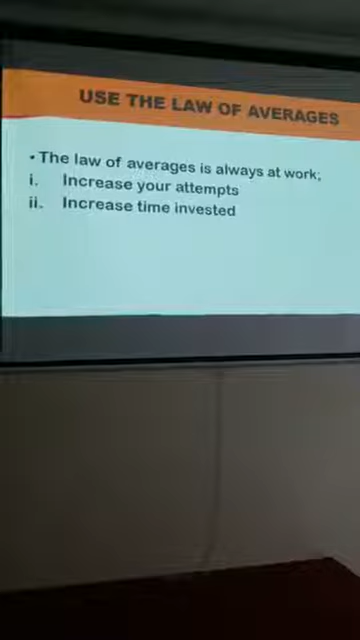 USE THE LAW OF AVERAGES
• The law of averages is always at work;
i. Increase your attempts
ii. Increase time invested